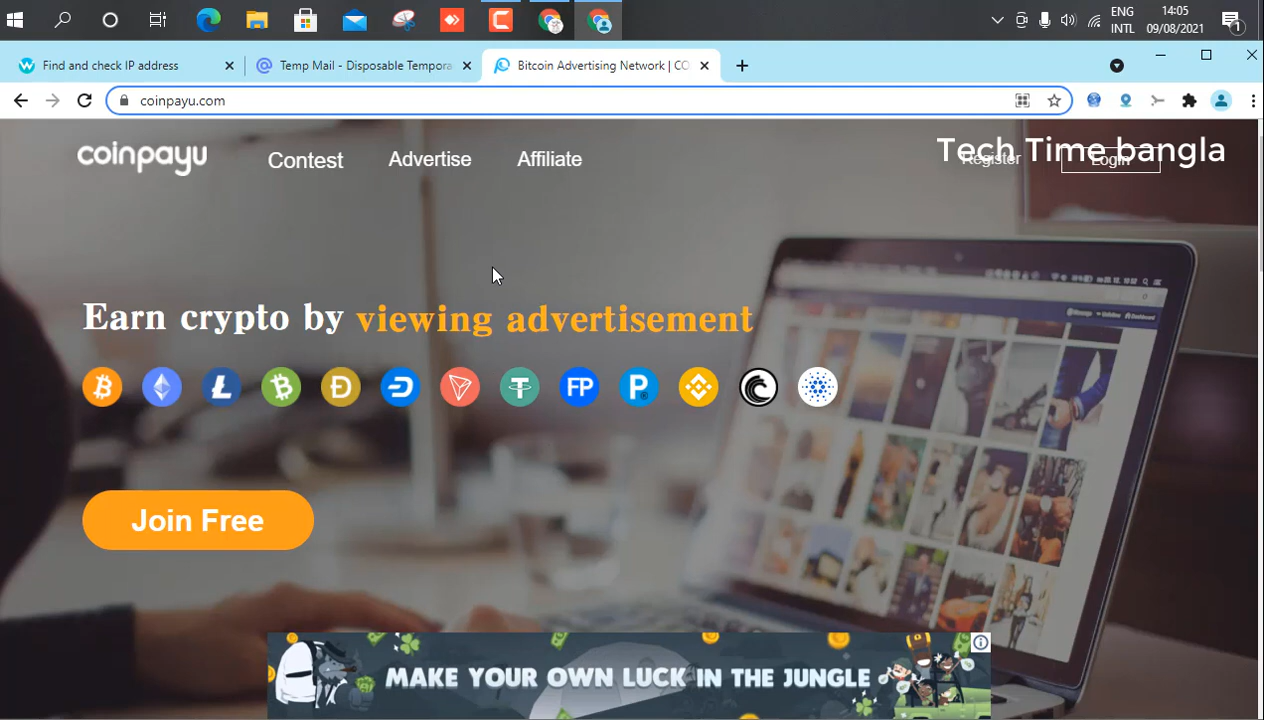 ENG
INTL
14:05
09/08/2021
1
Find and check IP address
Temp Mail - Disposable Tempora
Bitcoin Advertising Network | CO
coinpayu.com
coinpayu
Contest
Advertise
Affiliate
Register
Login
Tech Time bangla
Earn crypto by viewing advertisement
FP
Join Free
MAKE YOUR OWN LUCK IN THE JUNGLE